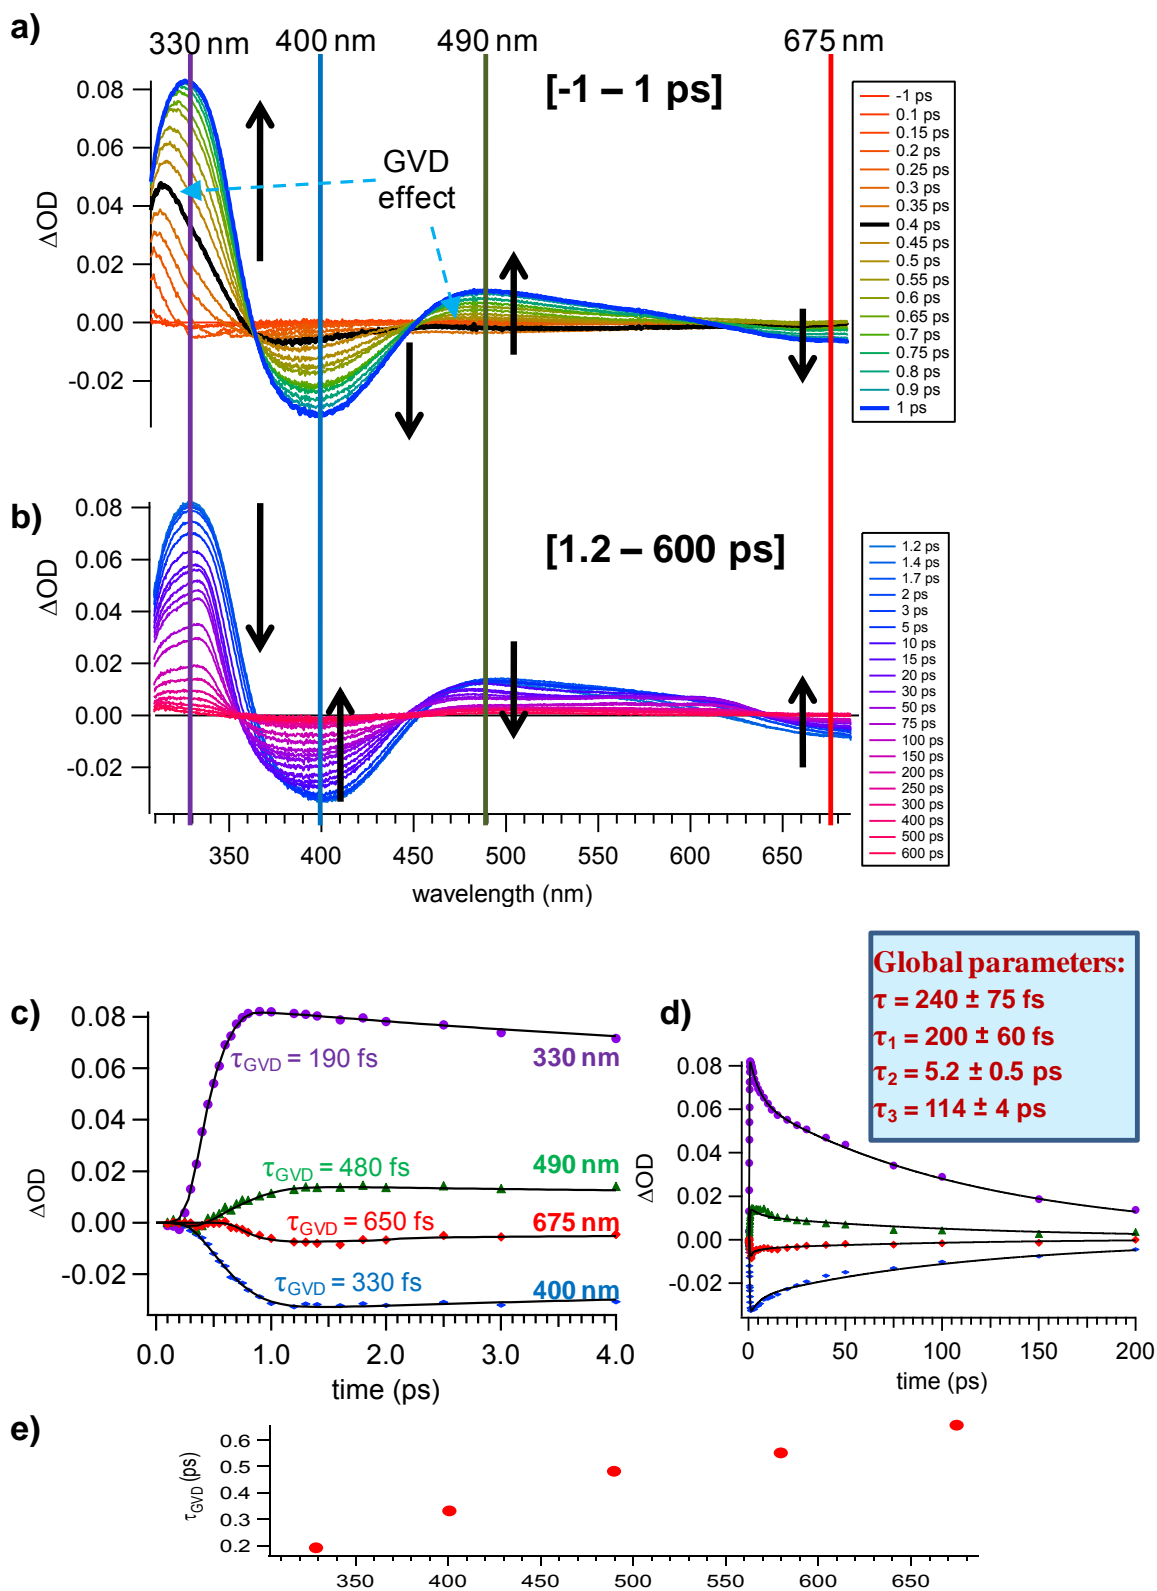 a)
330 nm
400 nm
490 nm
675 nm
[-1 – 1 ps]
GVD
effect
ΔOD
0.08
0.06
0.04
0.02
0.00
-0.02
-1 ps
0.1 ps
0.15 ps
0.2 ps
0.25 ps
0.3 ps
0.35 ps
0.4 ps
0.45 ps
0.5 ps
0.55 ps
0.6 ps
0.65 ps
0.7 ps
0.75 ps
0.8 ps
0.9 ps
1 ps
b)
[1.2 – 600 ps]
ΔOD
0.08
0.06
0.04
0.02
0.00
-0.02
1.2 ps
1.4 ps
1.7 ps
2 ps
3 ps
5 ps
10 ps
15 ps
20 ps
30 ps
50 ps
75 ps
100 ps
150 ps
200 ps
250 ps
300 ps
400 ps
500 ps
600 ps
350 400 450 500 550 600 650
wavelength (nm)
Global parameters:
τ = 240 ± 75 fs
τ1 = 200 ± 60 fs
τ2 = 5.2 ± 0.5 ps
τ3 = 114 ± 4 ps
c)
ΔOD
0.08
0.06
0.04
0.02
0.00
-0.02
τGVD = 190 fs
330 nm
τGVD = 480 fs
490 nm
τGVD = 650 fs
675 nm
τGVD = 330 fs
400 nm
0.0 1.0 2.0 3.0 4.0
time (ps)
d)
ΔOD
0.08
0.06
0.04
0.02
0.00
-0.02
0 25 50 75 100 125 150 175 200
time (ps)
e)
τGVD (ps)
0.6
0.5
0.4
0.3
0.2
350 400 450 500 550 600 650